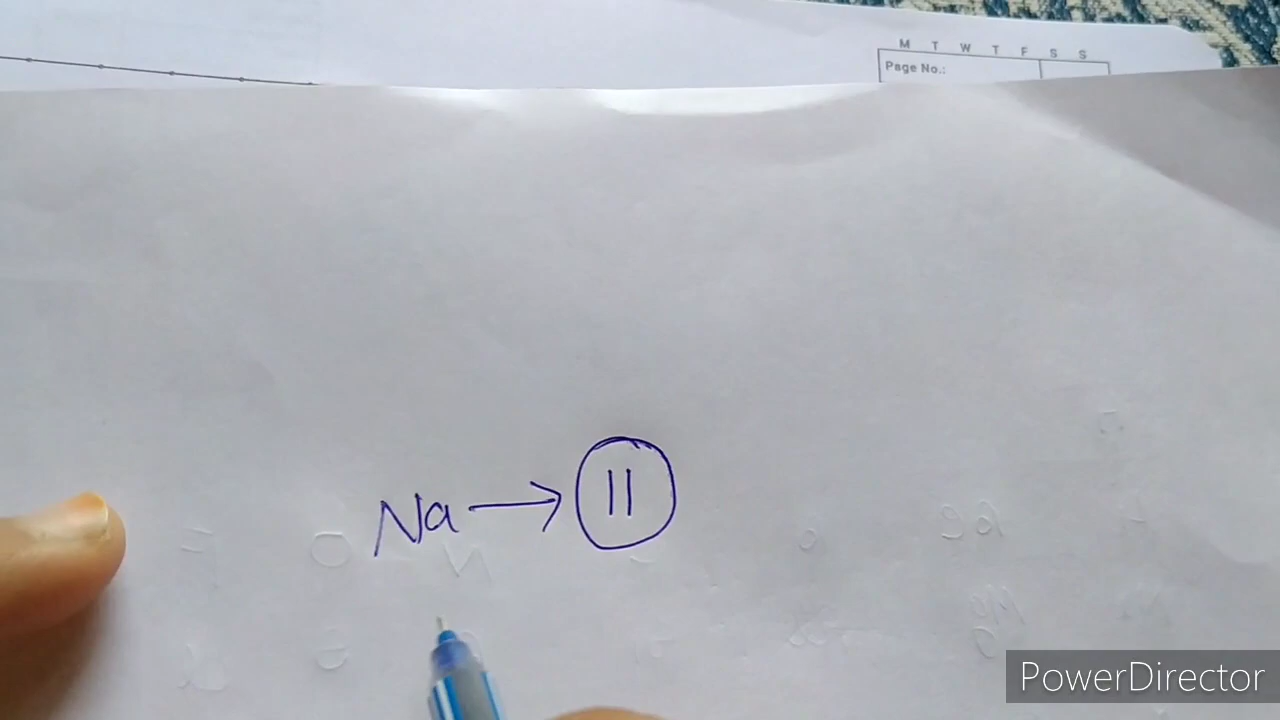 M T W T F S S
Page No.:
Na → 11
PowerDirector